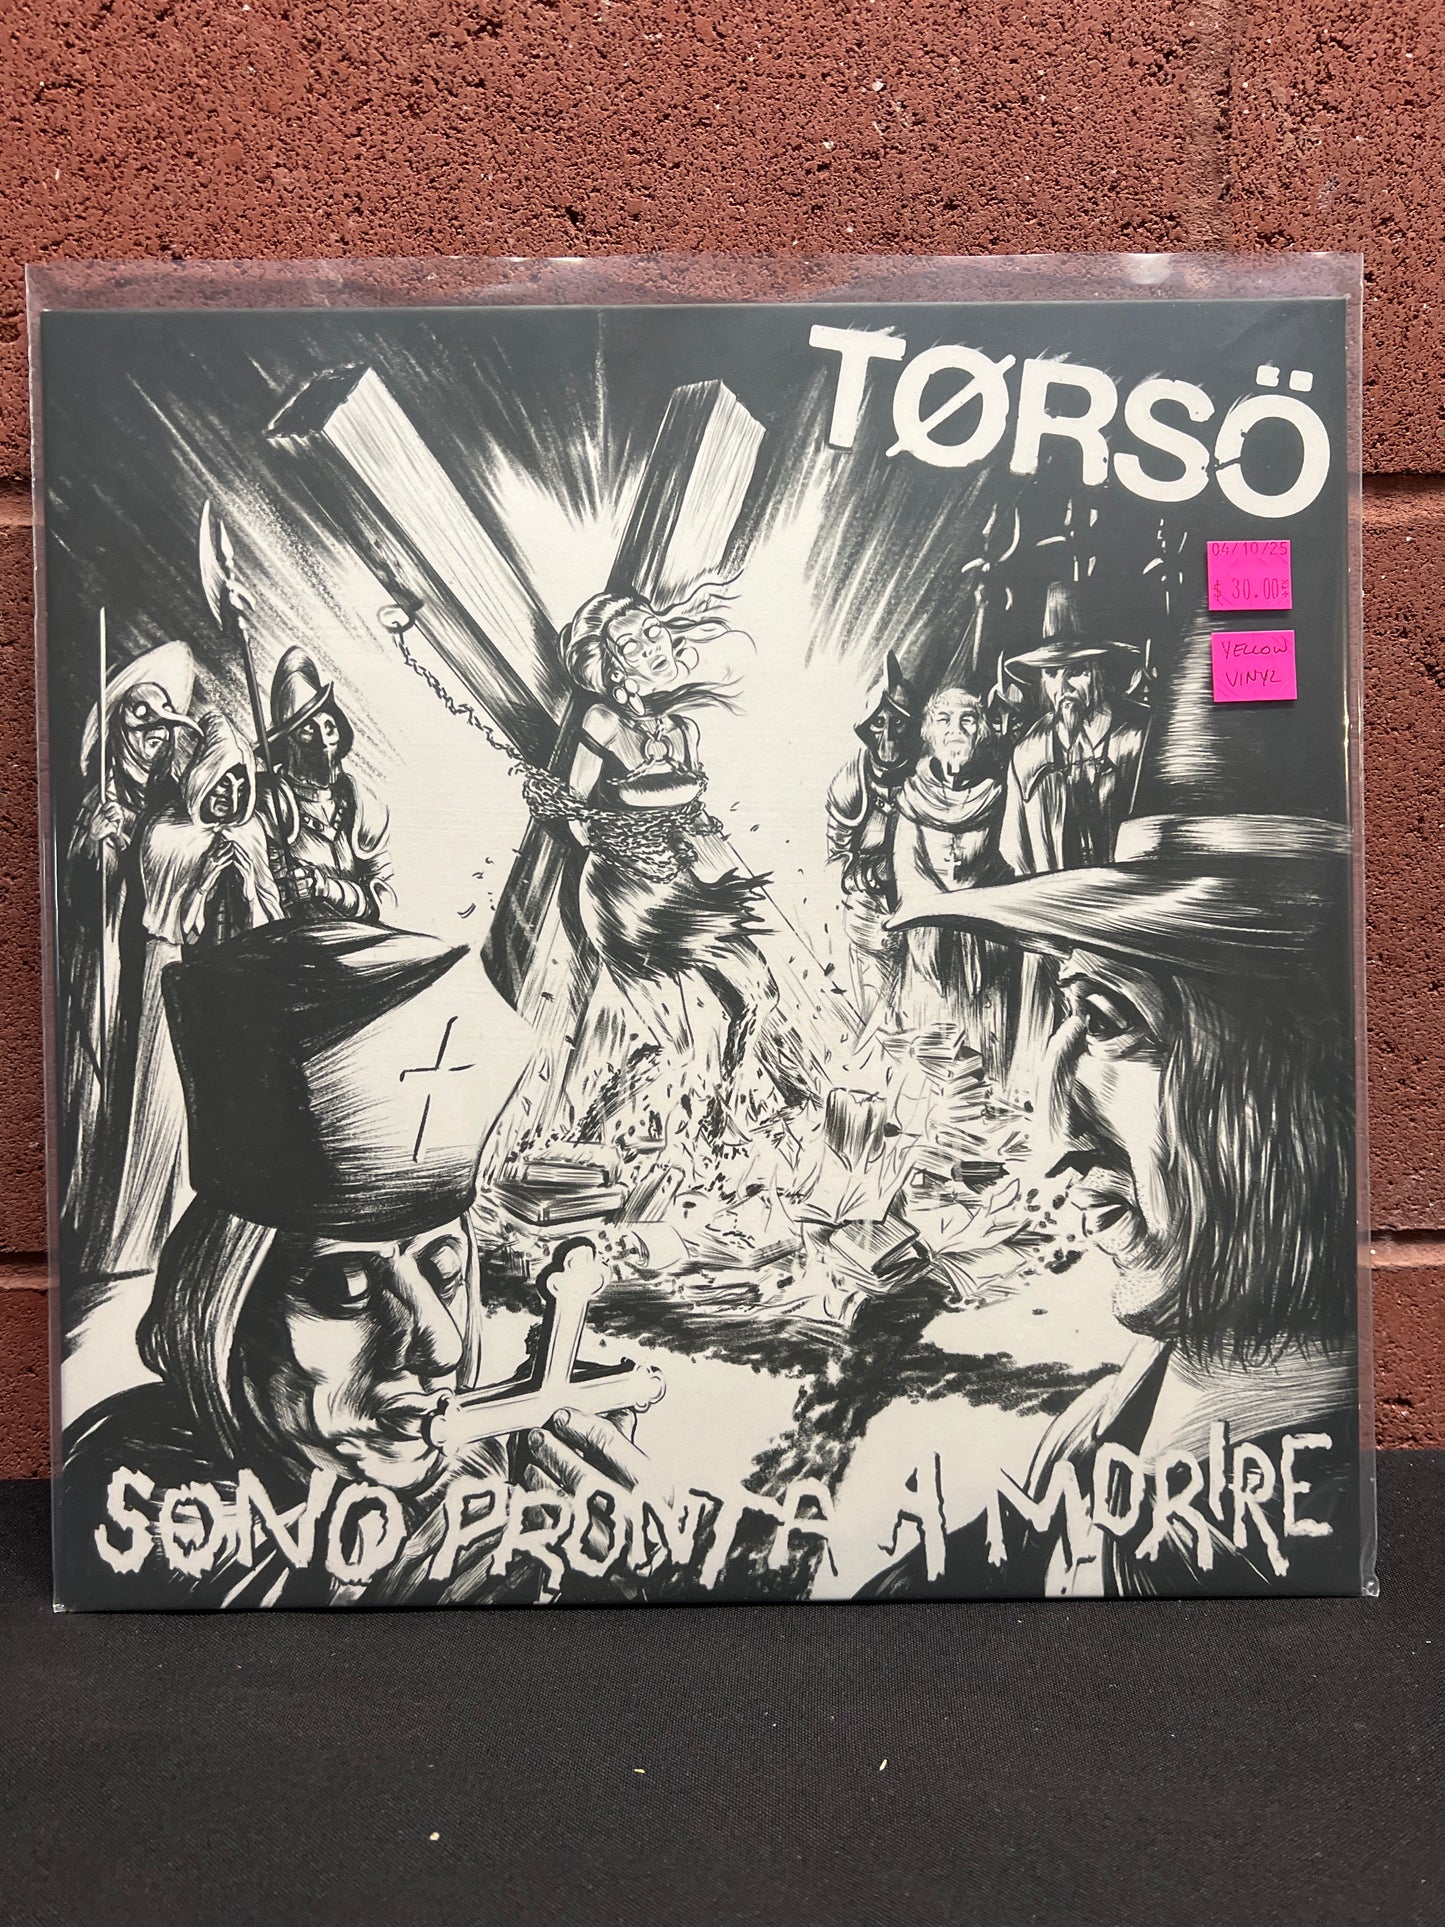 TØRSÖ
04/10/25
$ 30.00
YELLOW
VINYL
SONO PRONTA A MORIRE